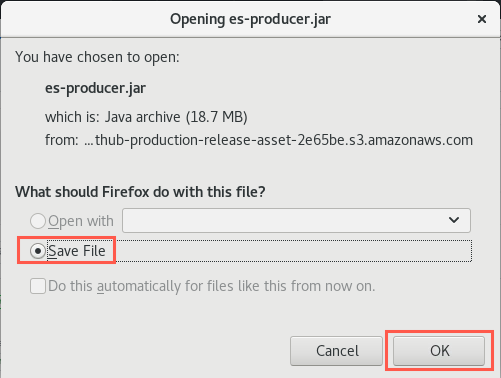 Opening es-producer.jar
You have chosen to open:
es-producer.jar
which is: Java archive (18.7 MB)
from: ...thub-production-release-asset-2e65be.s3.amazonaws.com
What should Firefox do with this file?
Open with
Save File
Do this automatically for files like this from now on.
Cancel
OK